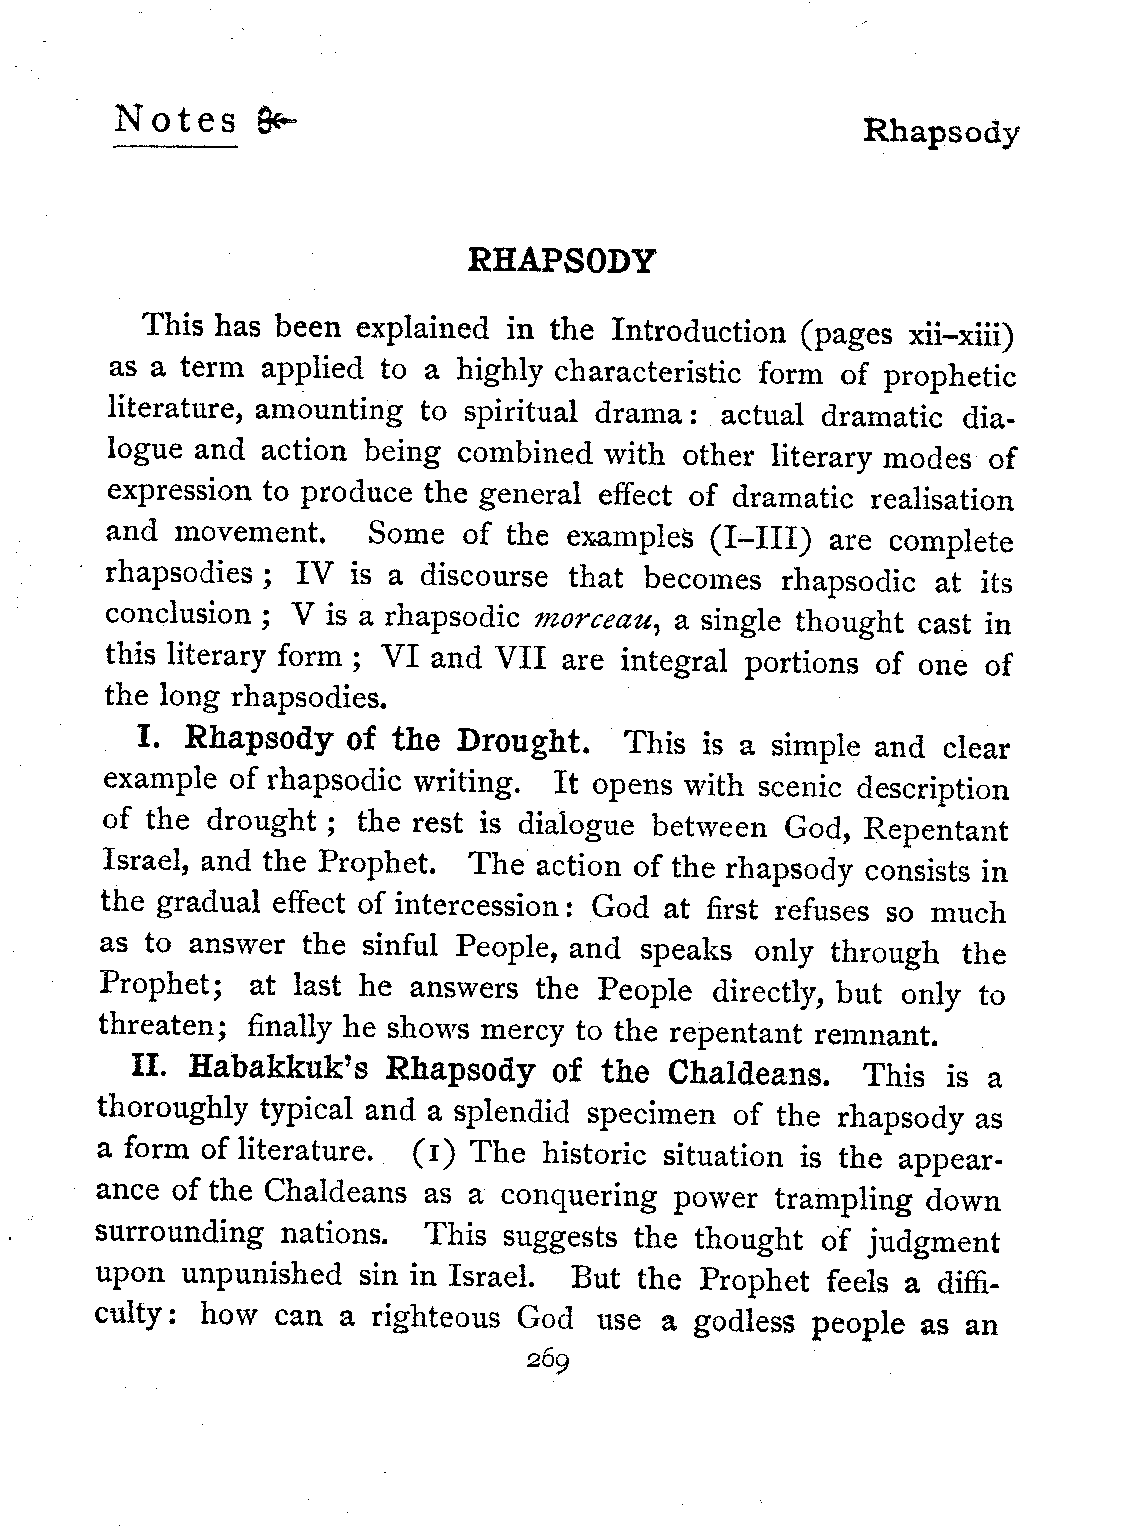 Notes
Rhapsody
RHAPSODY
This has been explained in the Introduction (pages xii–xiii)
as a term applied to a highly characteristic form of prophetic
literature, amounting to spiritual drama: actual dramatic dia-
logue and action being combined with other literary modes of
expression to produce the general effect of dramatic realisation
and movement. Some of the examples (I–III) are complete
rhapsodies; IV is a discourse that becomes rhapsodic at its
conclusion; V is a rhapsodic morceau, a single thought cast in
this literary form; VI and VII are integral portions of one of
the long rhapsodies.
I. Rhapsody of the Drought. This is a simple and clear
example of rhapsodic writing. It opens with scenic description
of the drought; the rest is dialogue between God, Repentant
Israel, and the Prophet. The action of the rhapsody consists in
the gradual effect of intercession: God at first refuses so much
as to answer the sinful People, and speaks only through the
Prophet; at last he answers the People directly, but only to
threaten; finally he shows mercy to the repentant remnant.
II. Habakkuk's Rhapsody of the Chaldeans. This is a
thoroughly typical and a splendid specimen of the rhapsody as
a form of literature. (1) The historic situation is the appear-
ance of the Chaldeans as a conquering power trampling down
surrounding nations. This suggests the thought of judgment
upon unpunished sin in Israel. But the Prophet feels a diffi-
culty: how can a righteous God use a godless people as an
269